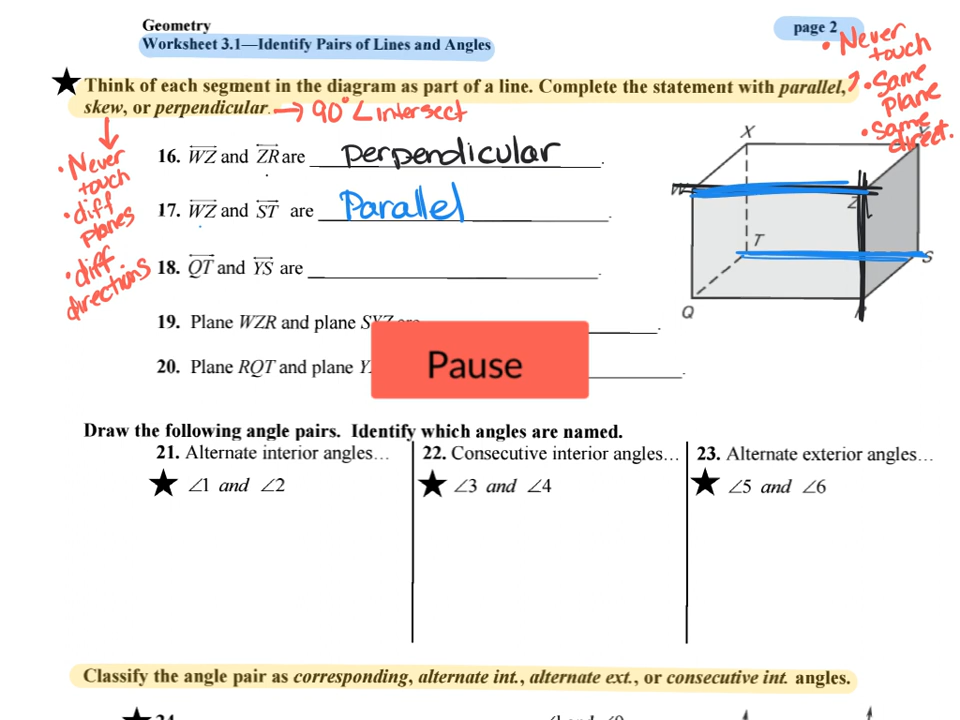 Geometry
page 2
Worksheet 3.1—Identify Pairs of Lines and Angles
• Never
touch
• Same
Plane
• Same
direct.
★ Think of each segment in the diagram as part of a line. Complete the statement with parallel,
skew, or perpendicular. → 90° ∠ intersect
• Never
touch
• diff
planes
• diff.
directions
16. WZ and ZR are perpendicular.
17. WZ and ST are Parallel.
18. QT and YS are ____.
19. Plane WZR and plane
20. Plane RQT and plane
Pause
X
W
Z
T
S
Q
Draw the following angle pairs. Identify which angles are named.
21. Alternate interior angles…
★ ∠1 and ∠2
22. Consecutive interior angles…
★ ∠3 and ∠4
23. Alternate exterior angles…
★ ∠5 and ∠6
Classify the angle pair as corresponding, alternate int., alternate ext., or consecutive int. angles.